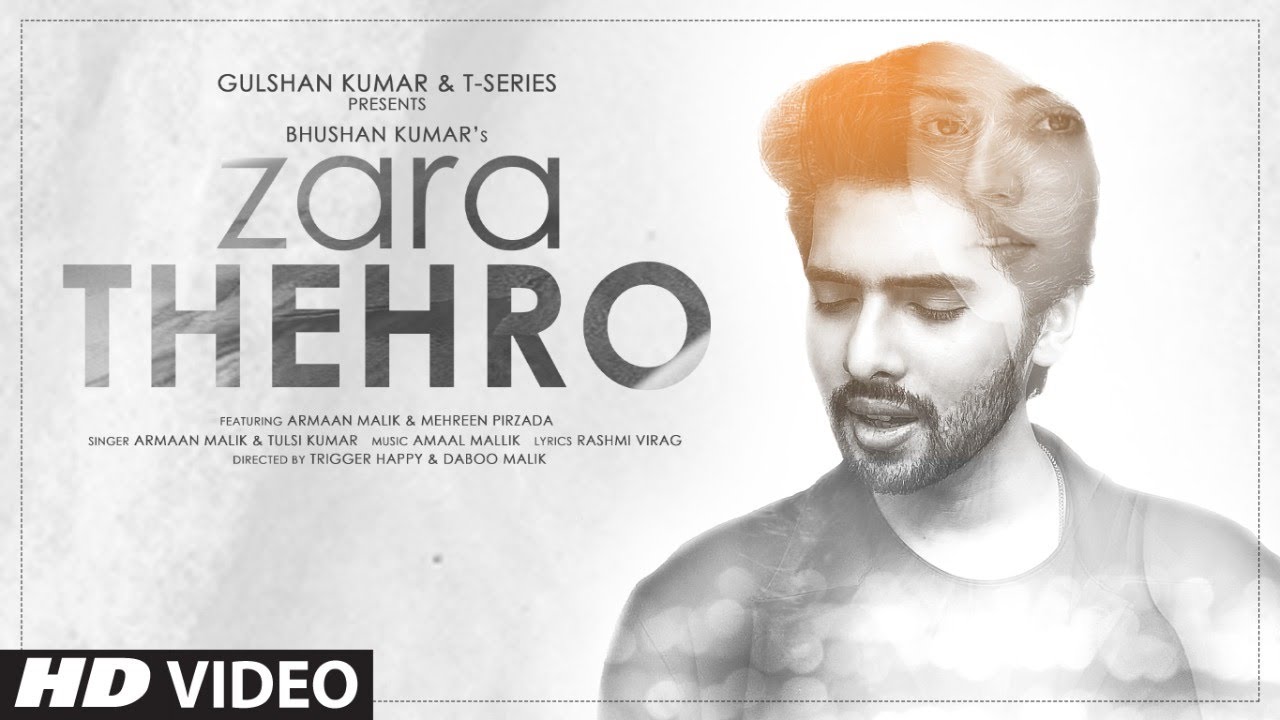 GULSHAN KUMAR & T-SERIES
PRESENTS
BHUSHAN KUMAR'S
zara
THEHRO
FEATURING ARMAAN MALIK & MEHREEN PIRZADA
SINGER ARMAAN MALIK & TULSI KUMAR MUSIC AMAAL MALLIK LYRICS RASHMI VIRAG
DIRECTED BY TRIGGER HAPPY & DABOO MALIK
HD VIDEO